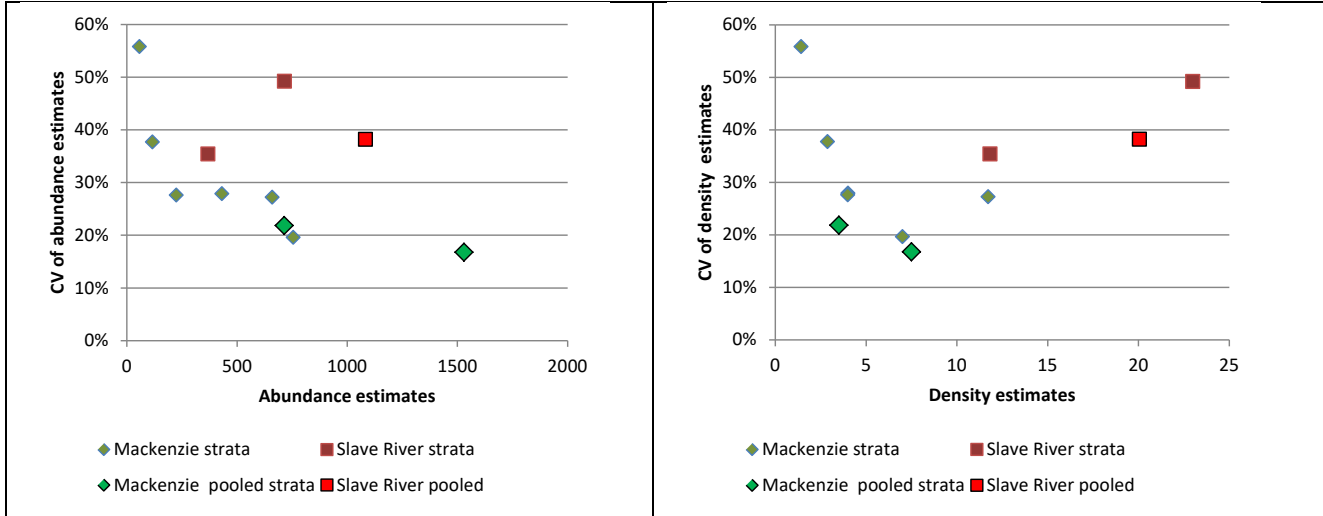 60%
50%
40%
30%
20%
10%
0%
CV of abundance estimates
0 500 1000 1500 2000
Abundance estimates
Mackenzie strata Slave River strata
Mackenzie pooled strata Slave River pooled
60%
50%
40%
30%
20%
10%
0%
CV of density estimates
0 5 10 15 20 25
Density estimates
Mackenzie strata Slave River strata
Mackenzie pooled strata Slave River pooled